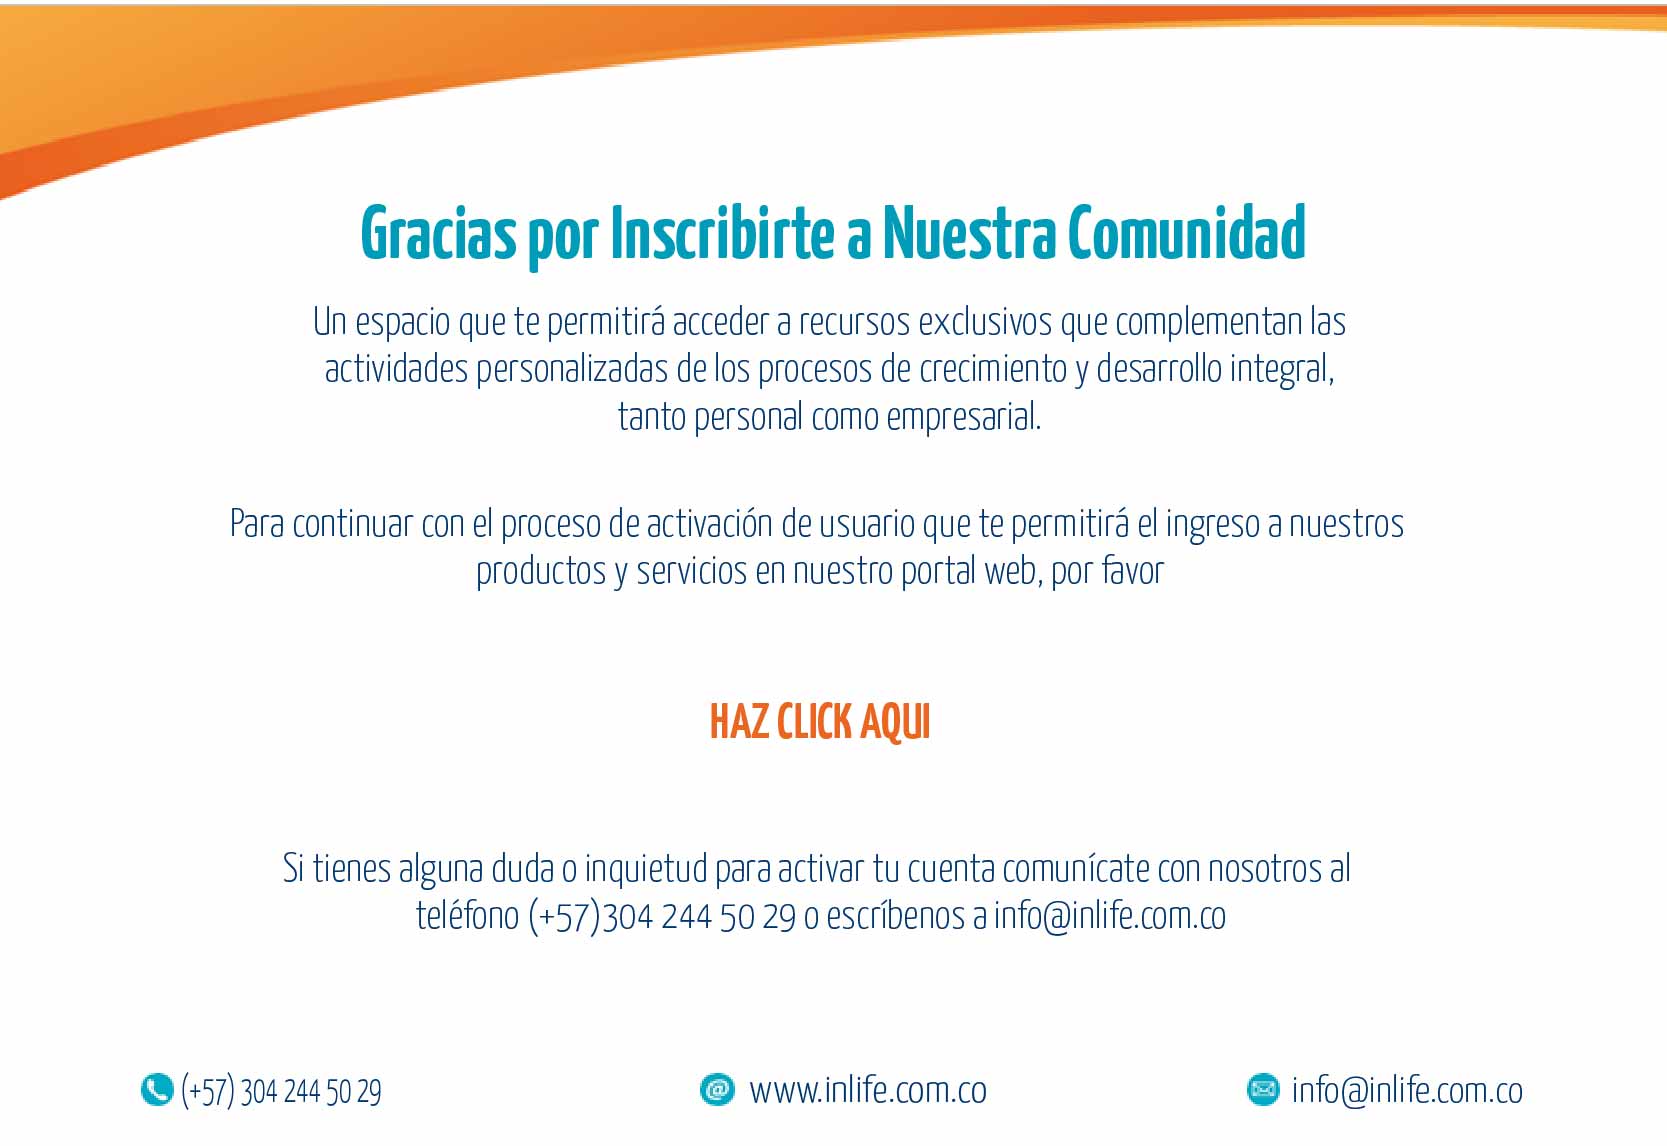 Gracias por Inscribirte a Nuestra Comunidad
Un espacio que te permitirá acceder a recursos exclusivos que complementan las
actividades personalizadas de los procesos de crecimiento y desarrollo integral,
tanto personal como empresarial.
Para continuar con el proceso de activación de usuario que te permitirá el ingreso a nuestros
productos y servicios en nuestro portal web, por favor
HAZ CLICK AQUI
Si tienes alguna duda o inquietud para activar tu cuenta comunícate con nosotros al
teléfono (+57)304 244 50 29 o escríbenos a info@inlife.com.co
(+57) 304 244 50 29
www.inlife.com.co
info@inlife.com.co